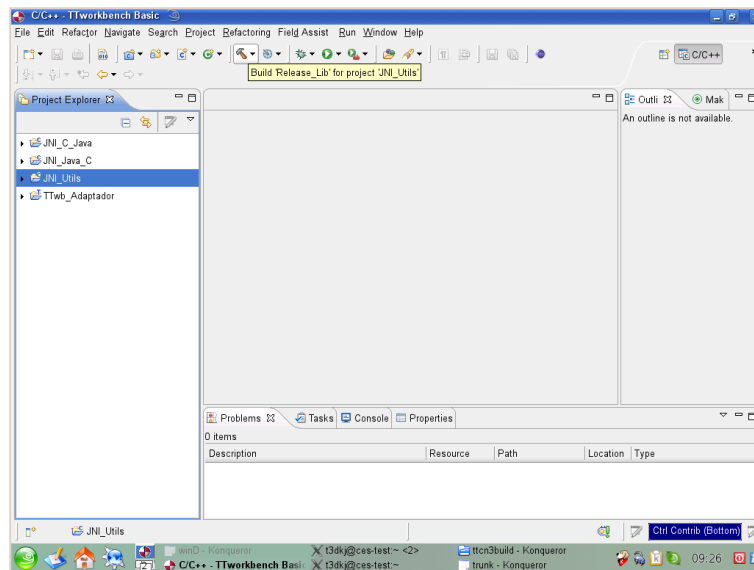 C/C++ - TTworkbench Basic
File Edit Refactor Navigate Search Project Refactoring Field Assist Run Window Help
C/C++
Build 'Release_Lib' for project 'JNI_Utils'
Project Explorer
Outli
Mak
An outline is not available.
JNI_C_Java
JNI_Java_C
JNI_Utils
TTwb_Adaptador
Problems
Tasks
Console
Properties
0 items
Description Resource Path Location Type
JNI_Utils
Ctrl Contrib (Bottom)
winD - Konqueror
t3dkj@ces-test:~ <2>
ttcn3build - Konqueror
C/C++ - TTworkbench Basic
t3dkj@ces-test:~
trunk - Konqueror
2
09:26